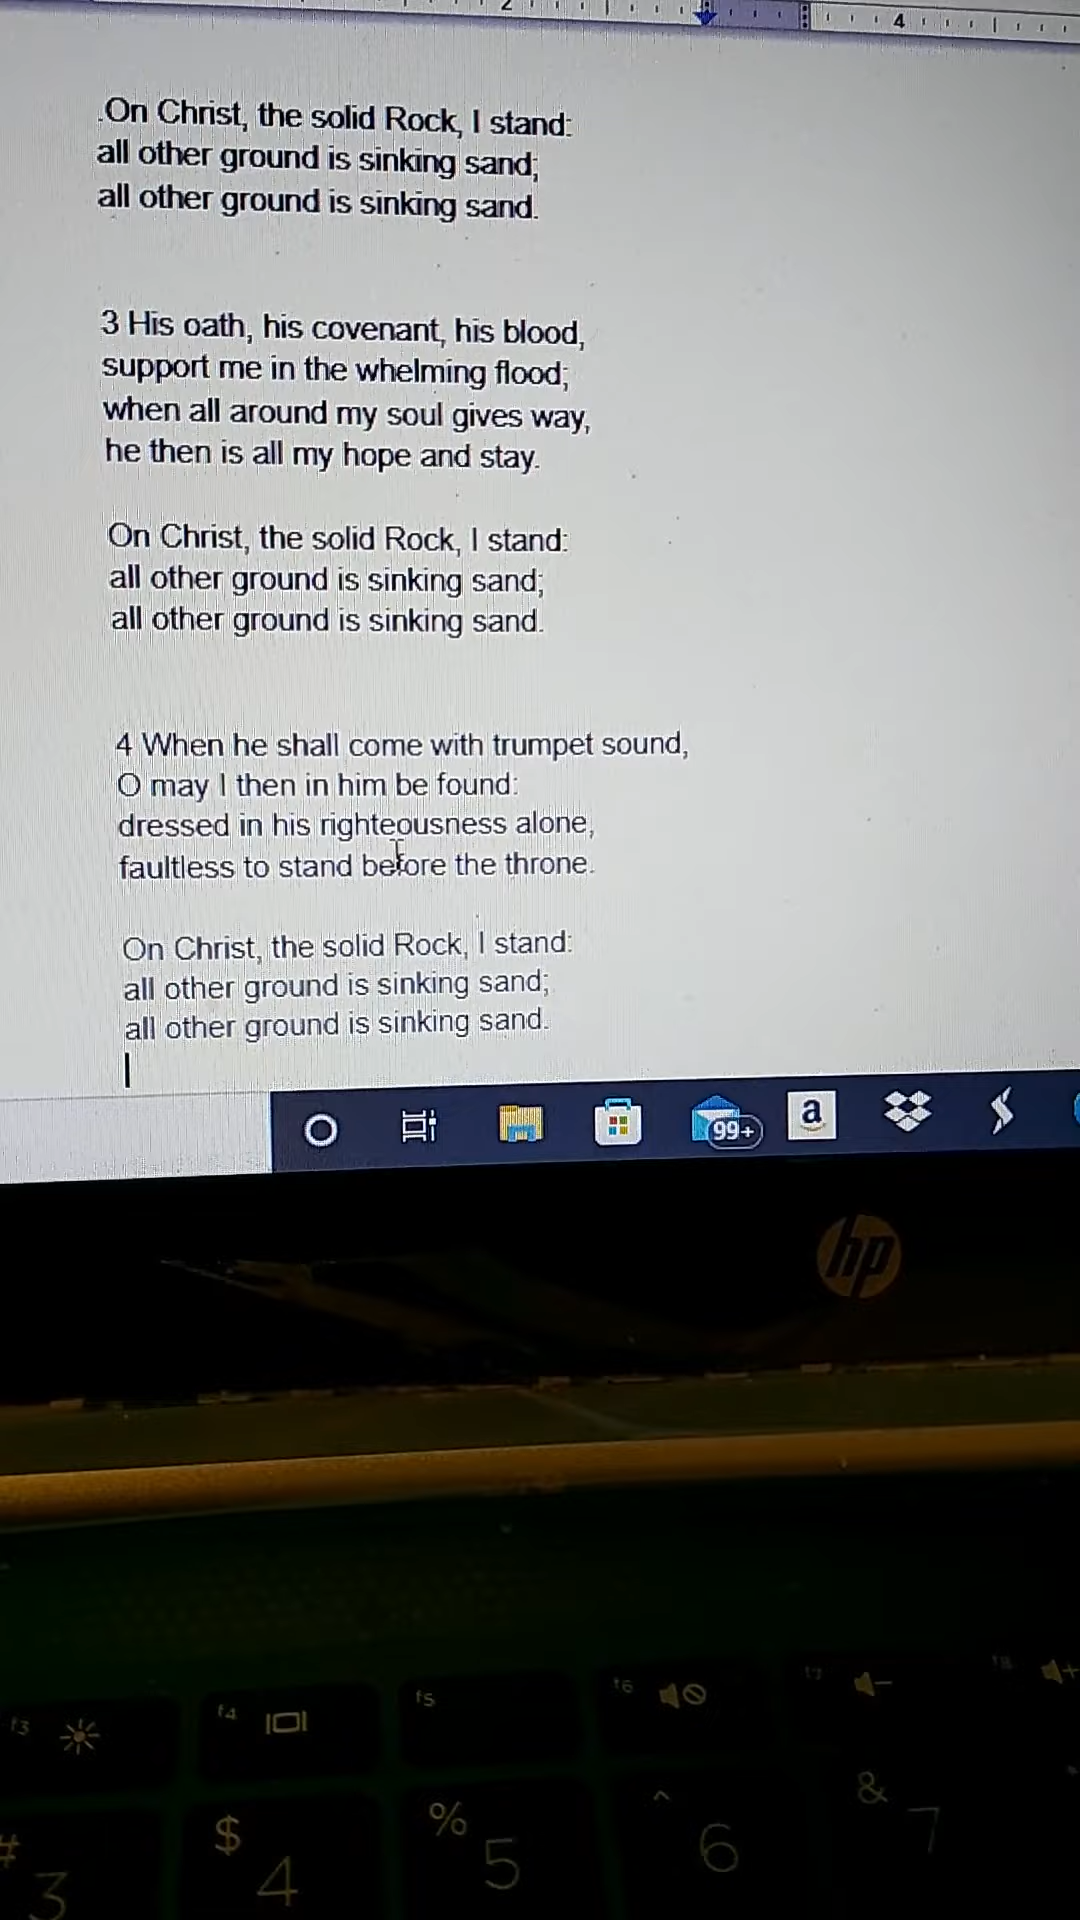 2 4
.On Christ, the solid Rock, I stand:
all other ground is sinking sand;
all other ground is sinking sand.
3 His oath, his covenant, his blood,
support me in the whelming flood;
when all around my soul gives way,
he then is all my hope and stay.
On Christ, the solid Rock, I stand:
all other ground is sinking sand;
all other ground is sinking sand.
4 When he shall come with trumpet sound,
O may I then in him be found:
dressed in his righteousness alone,
faultless to stand before the throne.
On Christ, the solid Rock, I stand:
all other ground is sinking sand;
all other ground is sinking sand.
99+ a
hp
f3 f4 f5 f6 f7 f8
# $ % ^ &
3 4 5 6 7